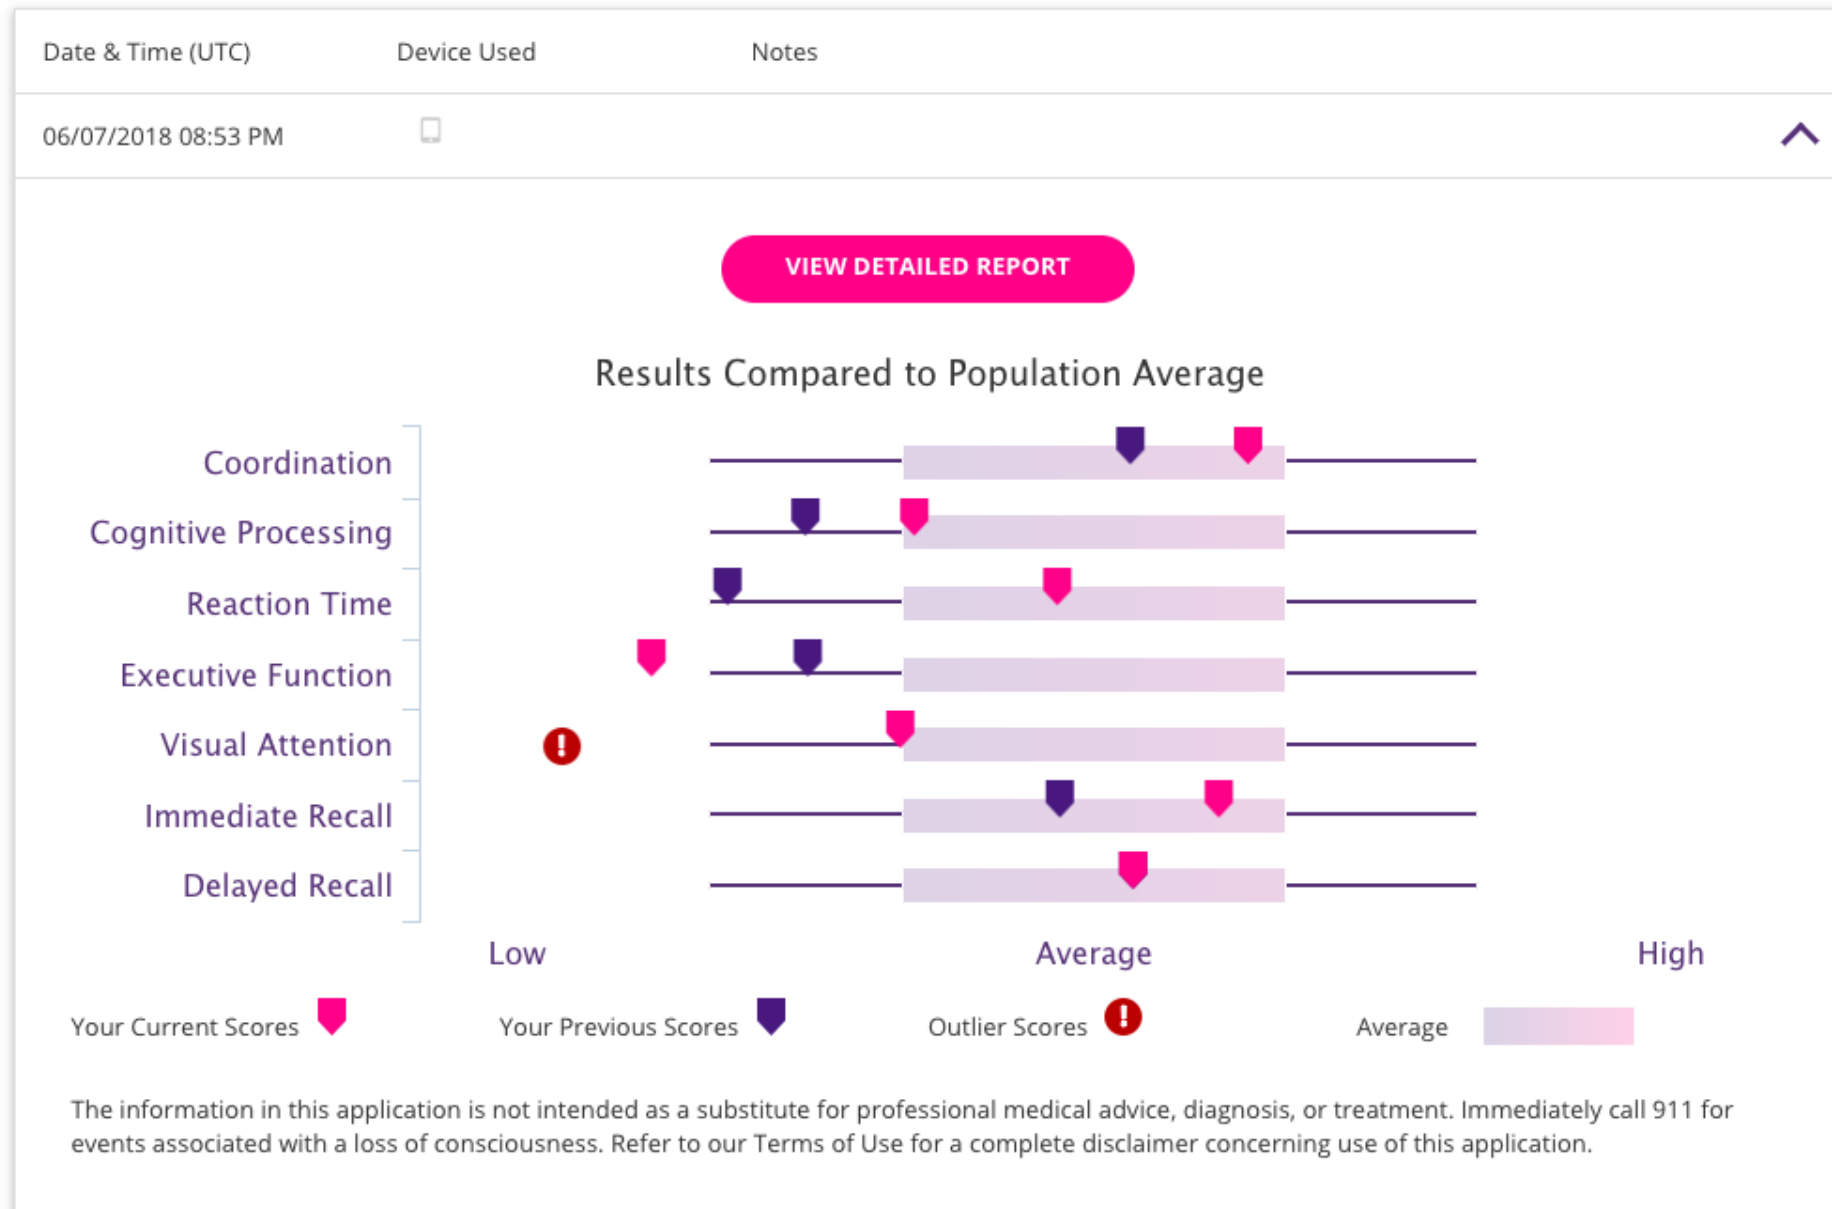 Date & Time (UTC) Device Used Notes
06/07/2018 08:53 PM
VIEW DETAILED REPORT
Results Compared to Population Average
Coordination
Cognitive Processing
Reaction Time
Executive Function
Visual Attention
Immediate Recall
Delayed Recall
Low Average High
Your Current Scores Your Previous Scores Outlier Scores Average
The information in this application is not intended as a substitute for professional medical advice, diagnosis, or treatment. Immediately call 911 for
events associated with a loss of consciousness. Refer to our Terms of Use for a complete disclaimer concerning use of this application.